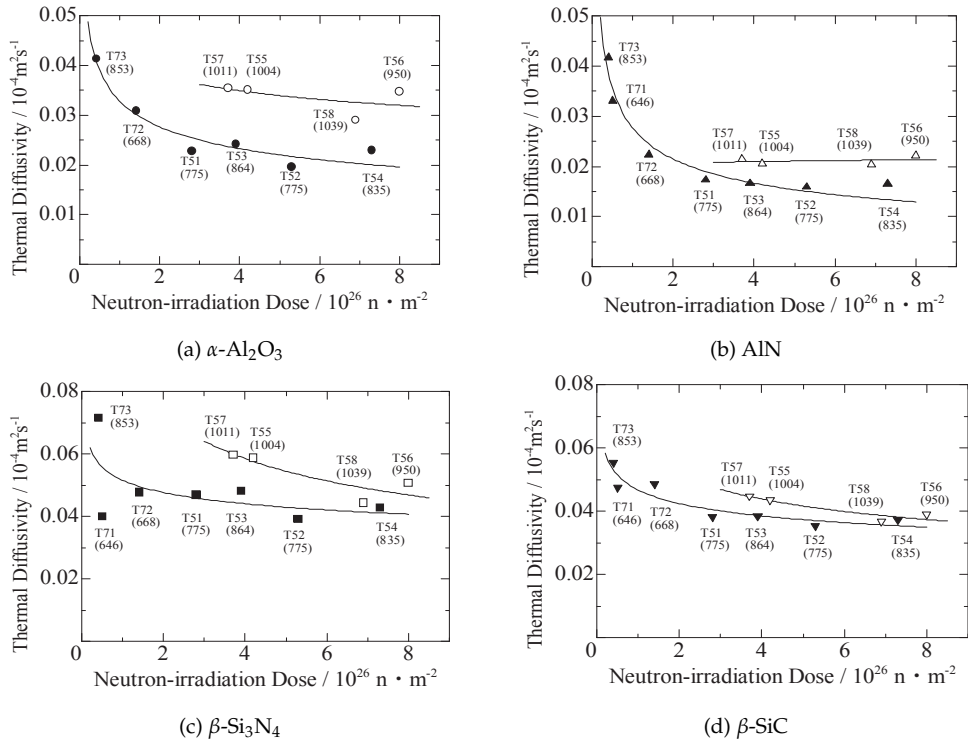 0.05
0.04
0.03
0.02
0.01
0.00
Thermal Diffusivity / 10⁻⁴m²s⁻¹
T73
(853)
T72
(668)
T51
(775)
T53
(864)
T52
(775)
T54
(835)
T57
(1011)
T55
(1004)
T58
(1039)
T56
(950)
0 2 4 6 8
Neutron-irradiation Dose / 10²⁶ n・m⁻²
(a) α-Al₂O₃
0.05
0.04
0.03
0.02
0.01
0.00
Thermal Diffusivity / 10⁻⁴m²s⁻¹
T73
(853)
T71
(646)
T72
(668)
T51
(775)
T53
(864)
T52
(775)
T54
(835)
T57
(1011)
T55
(1004)
T58
(1039)
T56
(950)
0 2 4 6 8
Neutron-irradiation Dose / 10²⁶ n・m⁻²
(b) AlN
0.08
0.06
0.04
0.02
0.00
Thermal Diffusivity / 10⁻⁴m²s⁻¹
T73
(853)
T71
(646)
T72
(668)
T51
(775)
T53
(864)
T52
(775)
T54
(835)
T57
(1011)
T55
(1004)
T58
(1039)
T56
(950)
0 2 4 6 8
Neutron-irradiation Dose / 10²⁶ n・m⁻²
(c) β-Si₃N₄
0.08
0.06
0.04
0.02
0.00
Thermal Diffusivity / 10⁻⁴m²s⁻¹
T73
(853)
T71
(646)
T72
(668)
T51
(775)
T53
(864)
T52
(775)
T54
(835)
T57
(1011)
T55
(1004)
T58
(1039)
T56
(950)
0 2 4 6 8
Neutron-irradiation Dose / 10²⁶ n・m⁻²
(d) β-SiC